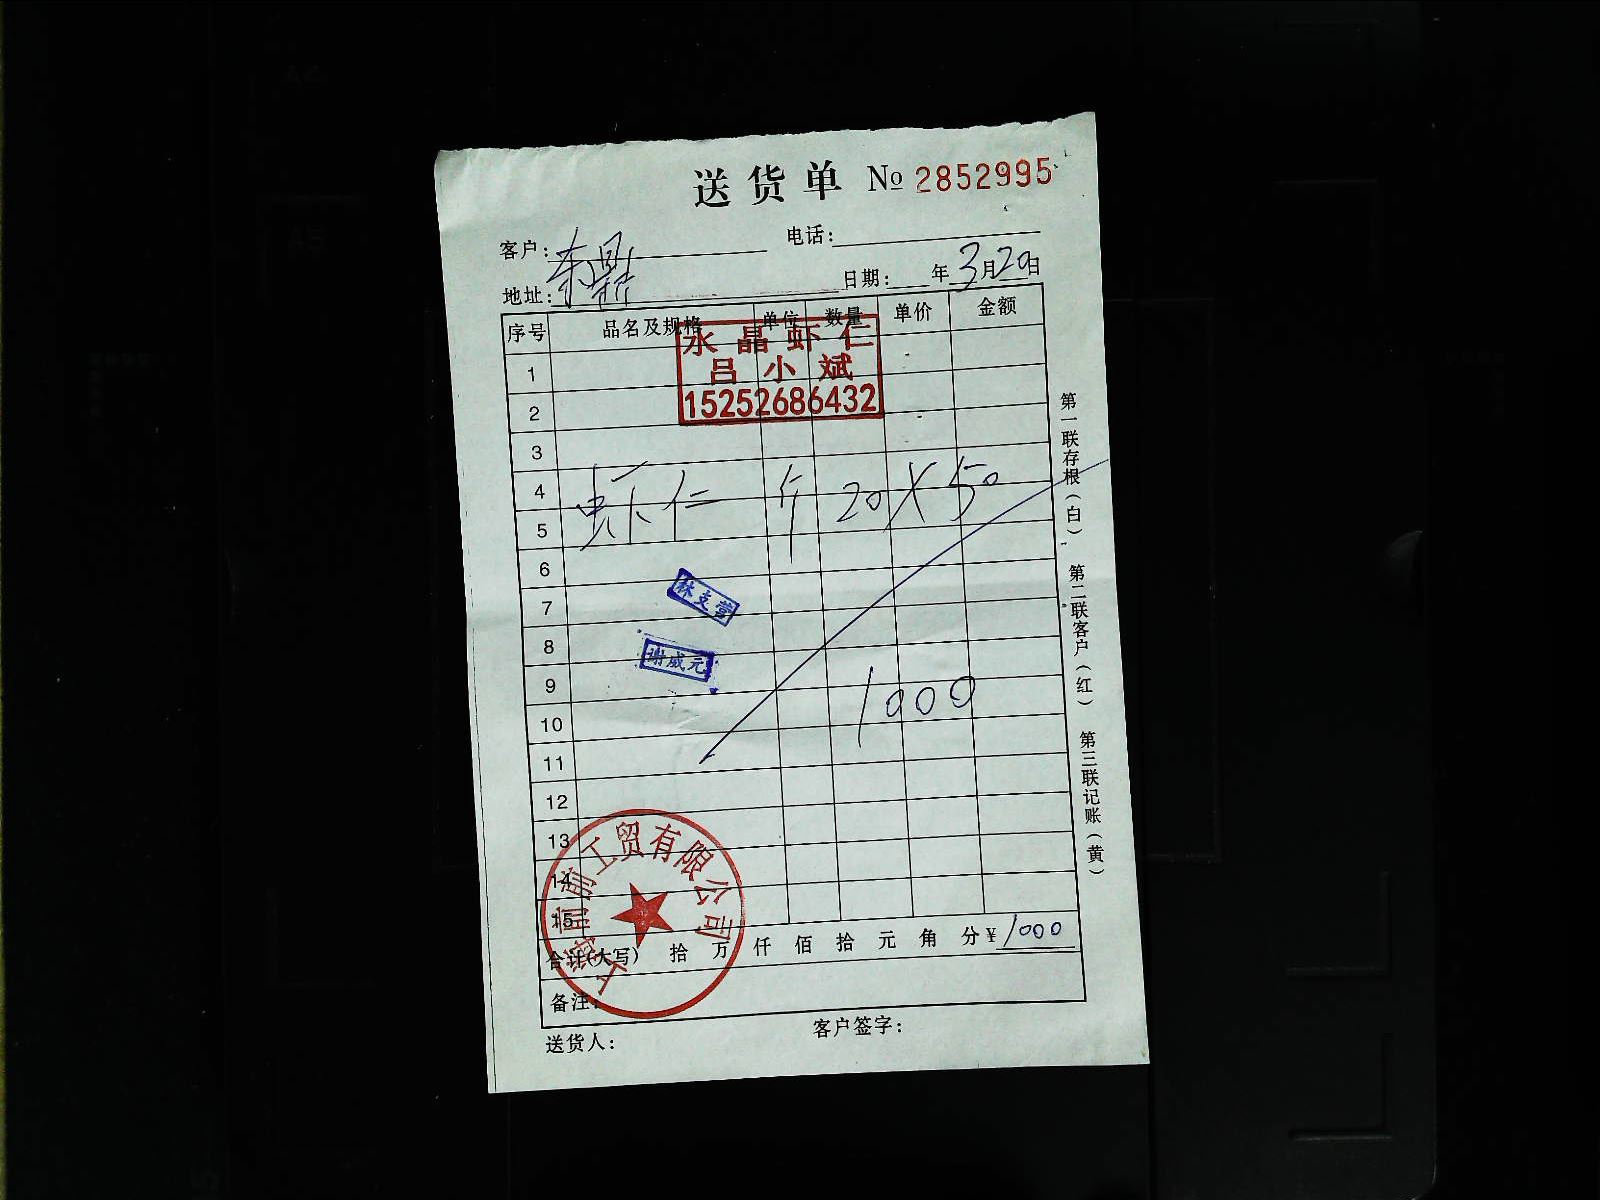 送货单 № 2852995
客户: 东鼎 电话:
地址: 日期: 年 3月20日
序号 品名及规格 单位 数量 单价 金额
永晶虾仁
吕小斌
15252686432
1
2
3
4 虾仁 斤 20 X 50
5
6
7 林支营
8
9 谢成元
10 1000
11
12
13
14
15
工贸有限公司
合计(大写) 拾 万 仟 佰 拾 元 角 分 ¥1000
备注:
送货人: 客户签字:
第一联存根(白) 第二联客户(红) 第三联记账(黄)